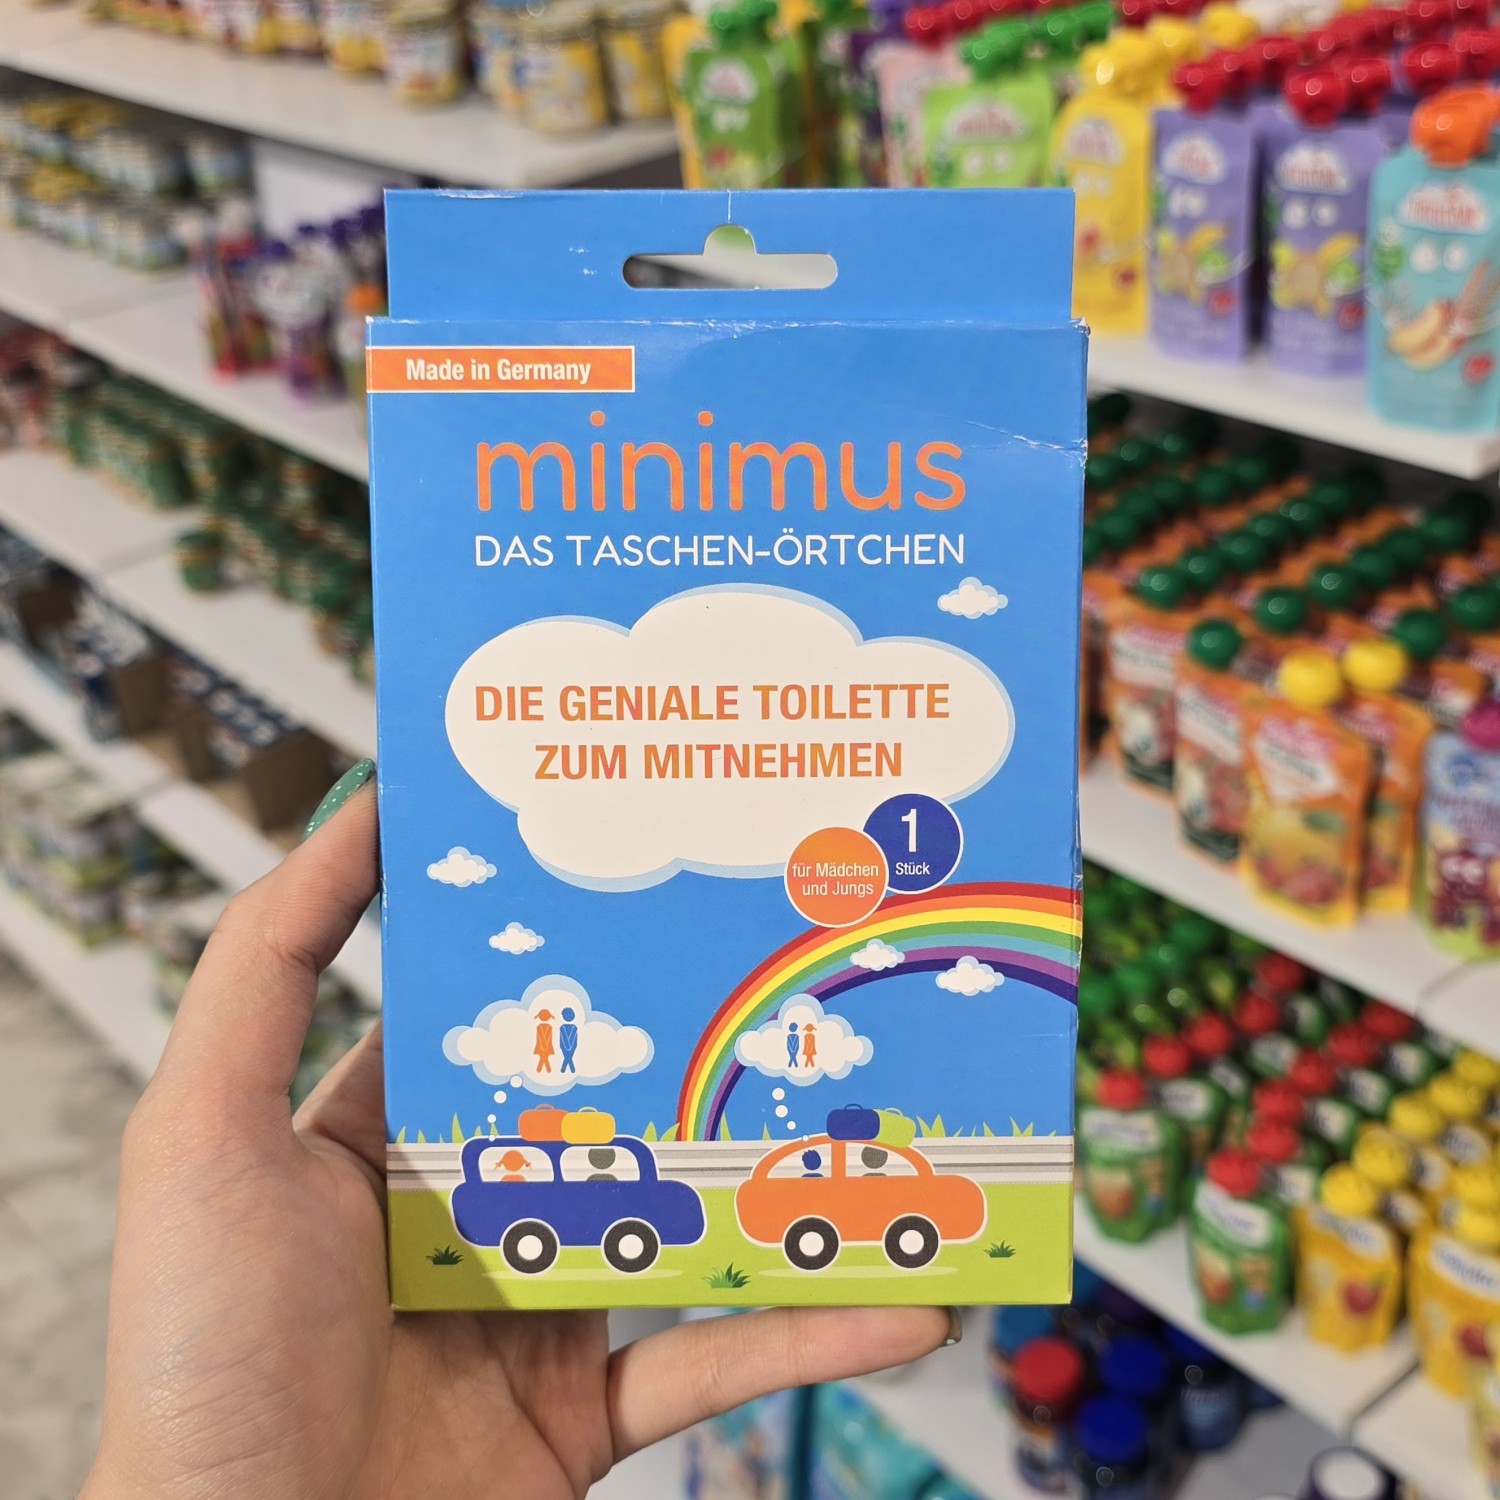 Made in Germany
minimus
DAS TASCHEN-ÖRTCHEN
DIE GENIALE TOILETTE
ZUM MITNEHMEN
1
Stück
für Mädchen
und Jungs